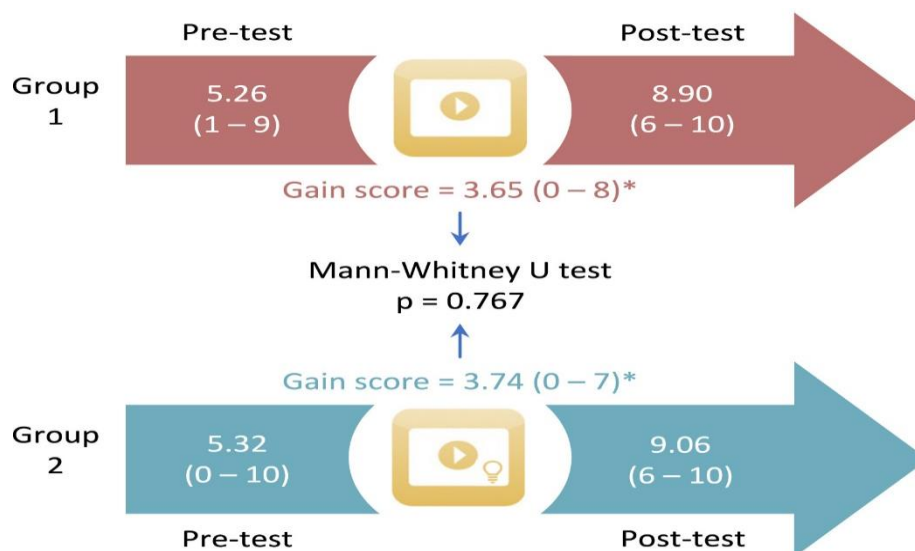 Pre-test
Post-test
Group
1
5.26
(1 – 9)
8.90
(6 – 10)
Gain score = 3.65 (0 – 8)*
Mann-Whitney U test
p = 0.767
Gain score = 3.74 (0 – 7)*
Group
2
5.32
(0 – 10)
9.06
(6 – 10)
Pre-test
Post-test